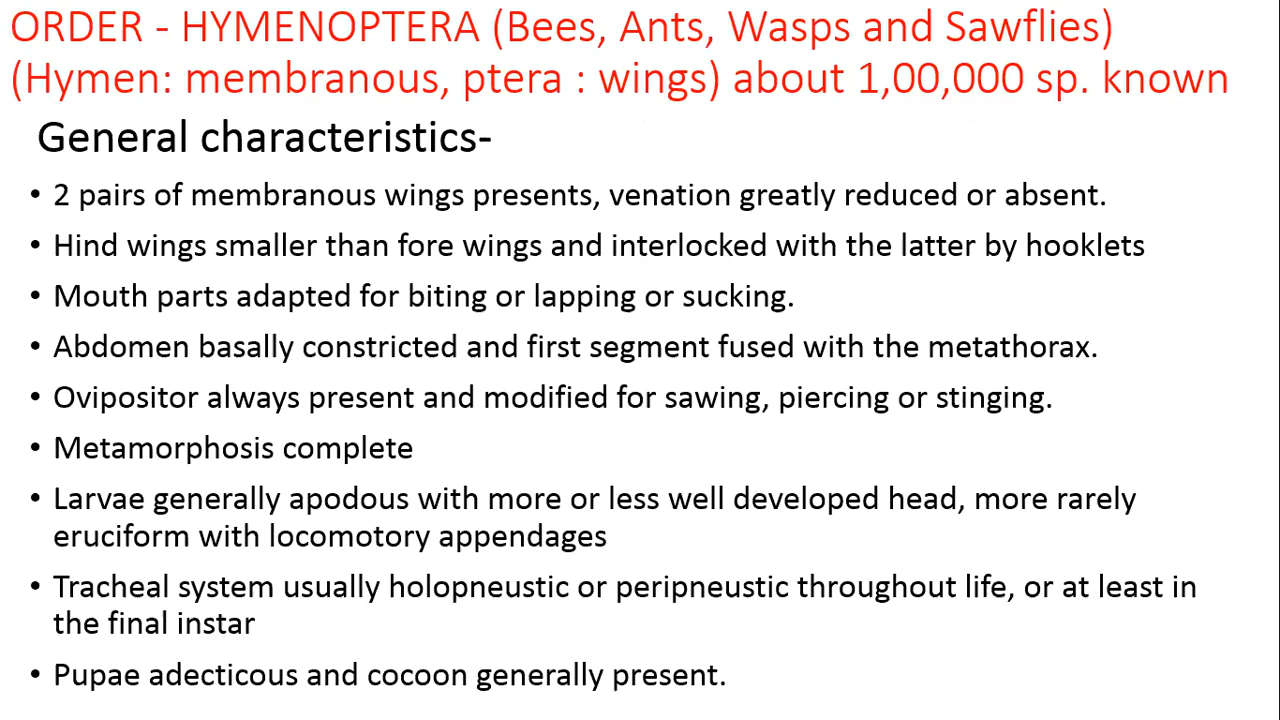 ORDER - HYMENOPTERA (Bees, Ants, Wasps and Sawflies)
(Hymen: membranous, ptera : wings) about 1,00,000 sp. known
General characteristics-
• 2 pairs of membranous wings presents, venation greatly reduced or absent.
• Hind wings smaller than fore wings and interlocked with the latter by hooklets
• Mouth parts adapted for biting or lapping or sucking.
• Abdomen basally constricted and first segment fused with the metathorax.
• Ovipositor always present and modified for sawing, piercing or stinging.
• Metamorphosis complete
• Larvae generally apodous with more or less well developed head, more rarely
eruciform with locomotory appendages
• Tracheal system usually holopneustic or peripneustic throughout life, or at least in
the final instar
• Pupae adecticous and cocoon generally present.